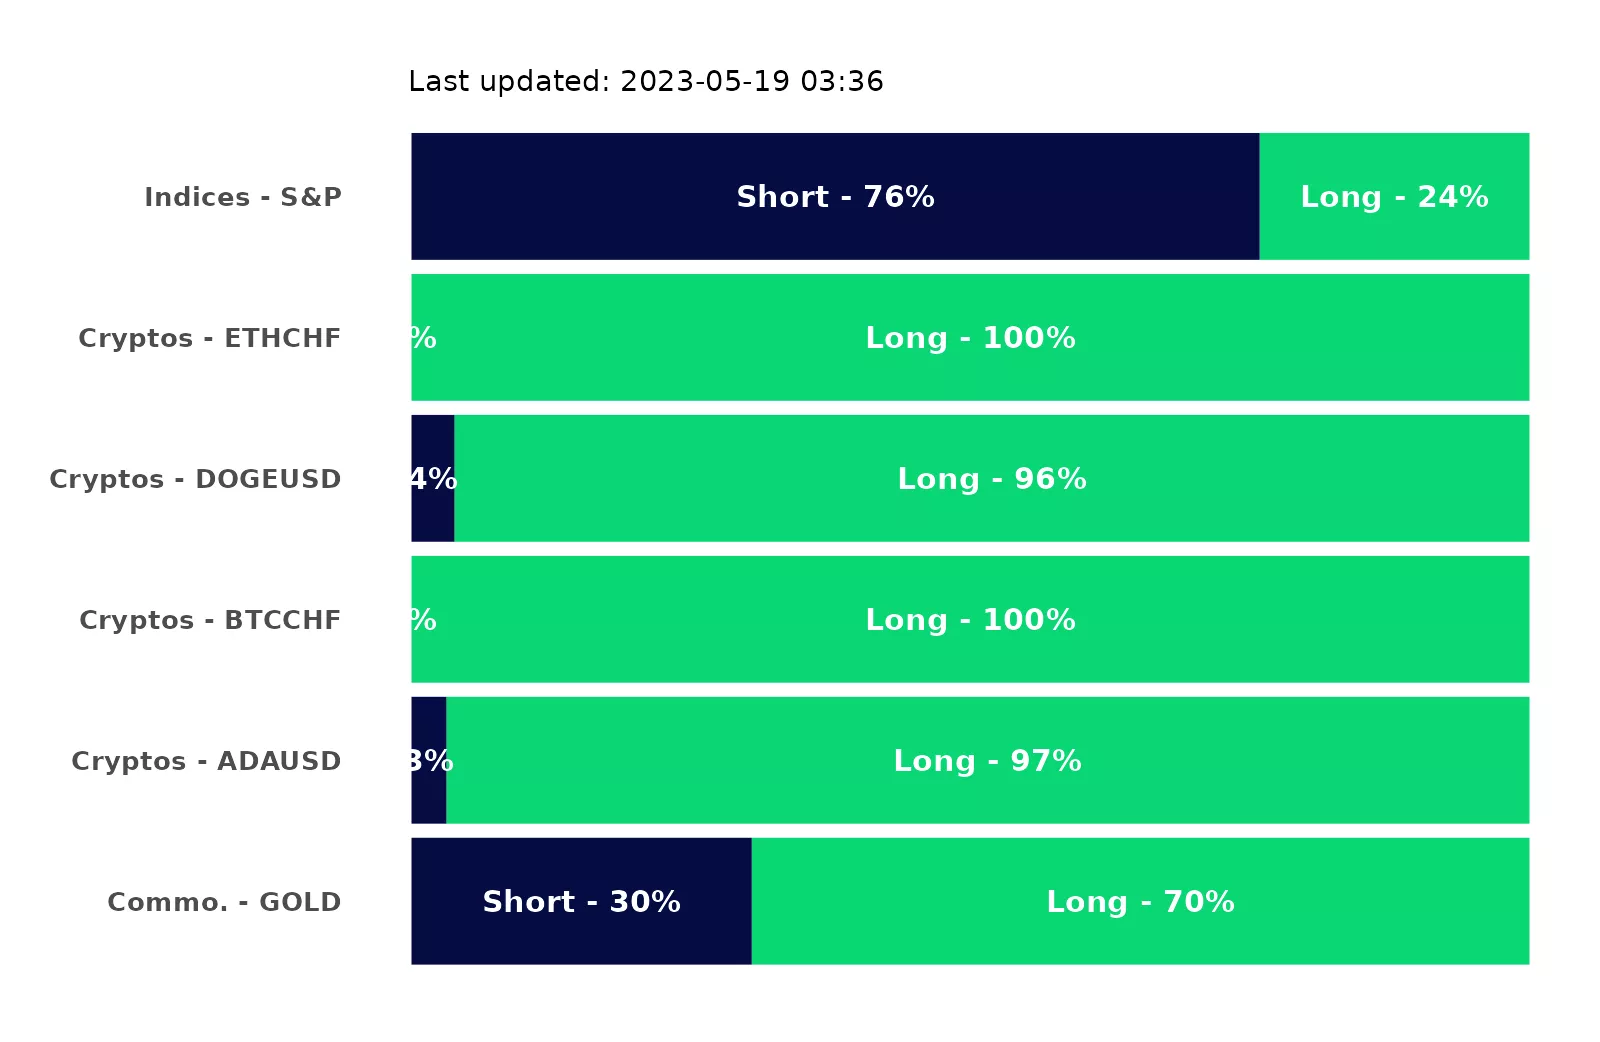 Last updated: 2023-05-19 03:36
Indices - S&P Short - 76% Long - 24%
Cryptos - ETHCHF % Long - 100%
Cryptos - DOGEUSD 4% Long - 96%
Cryptos - BTCCHF % Long - 100%
Cryptos - ADAUSD 3% Long - 97%
Commo. - GOLD Short - 30% Long - 70%